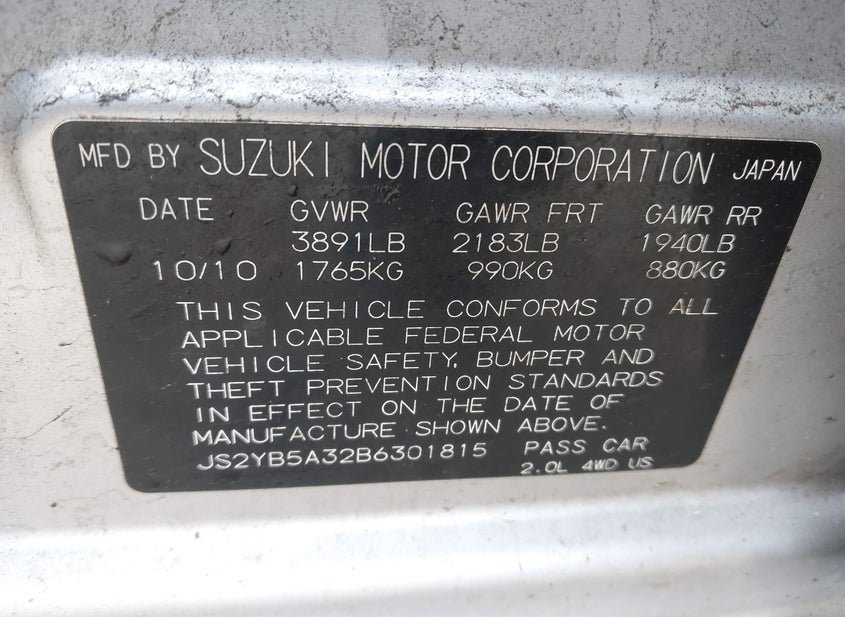 MFD BY SUZUKI MOTOR CORPORATION JAPAN
DATE GVWR GAWR FRT GAWR RR
3891LB 2183LB 1940LB
10/10 1765KG 990KG 880KG
THIS VEHICLE CONFORMS TO ALL
APPLICABLE FEDERAL MOTOR
VEHICLE SAFETY, BUMPER AND
THEFT PREVENTION STANDARDS
IN EFFECT ON THE DATE OF
MANUFACTURE SHOWN ABOVE.
JS2YB5A32B6301815 PASS CAR
2.0L 4WD US